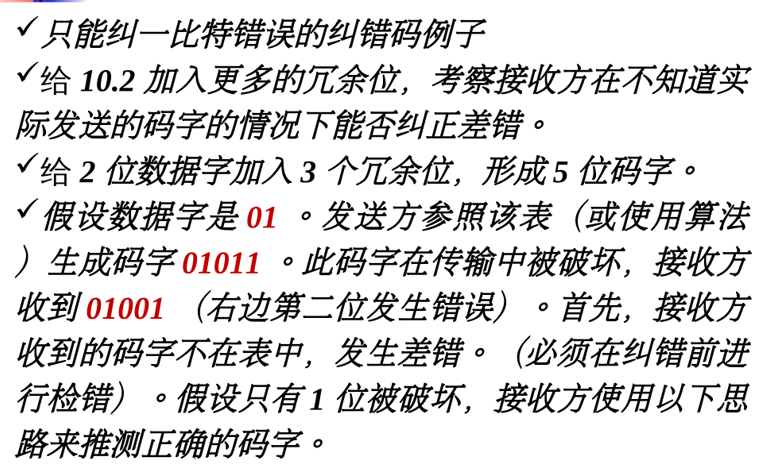 ✓只能纠一比特错误的纠错码例子
✓给 10.2 加入更多的冗余位，考察接收方在不知道实
际发送的码字的情况下能否纠正差错。
✓给 2 位数据字加入 3 个冗余位，形成 5 位码字。
✓假设数据字是 01 。发送方参照该表（或使用算法
）生成码字 01011 。此码字在传输中被破坏，接收方
收到 01001 （右边第二位发生错误）。首先，接收方
收到的码字不在表中，发生差错。（必须在纠错前进
行检错）。假设只有 1 位被破坏，接收方使用以下思
路来推测正确的码字。